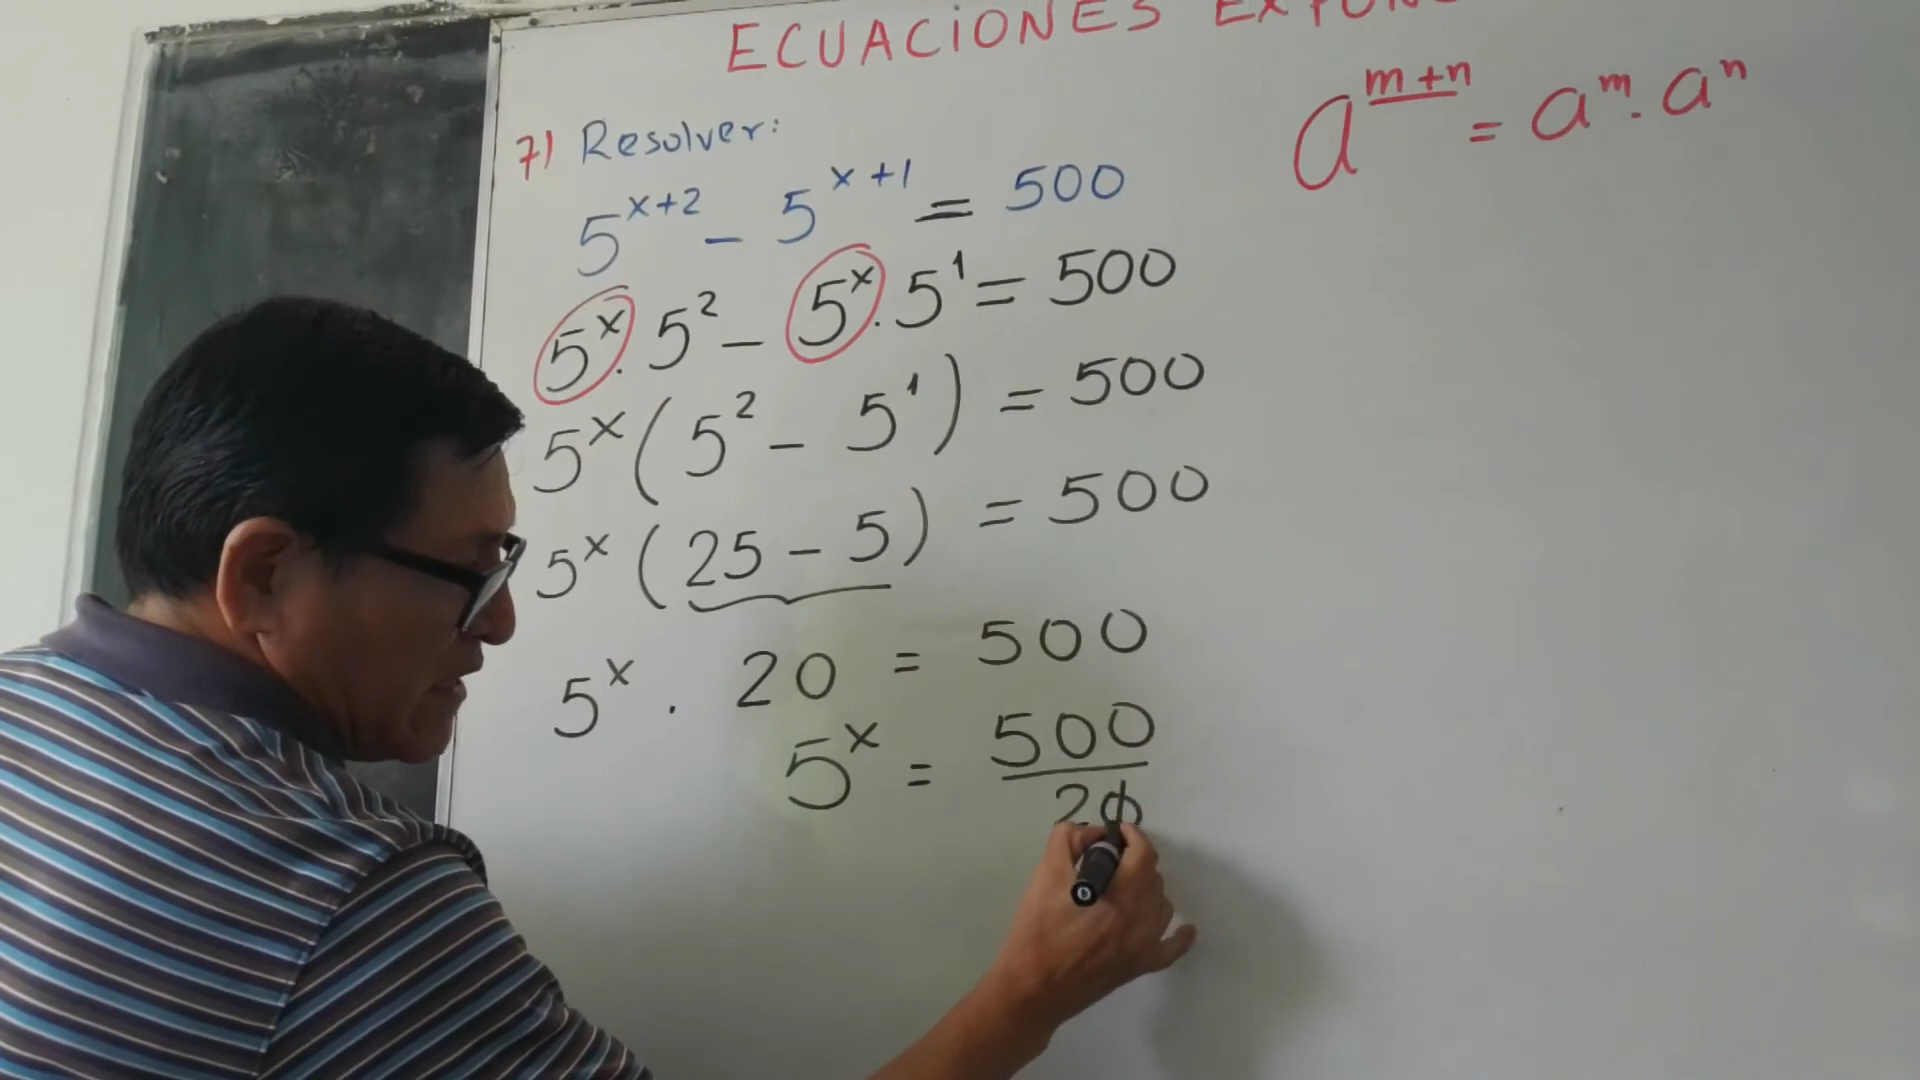 ECUACIONES
a^{m+n} = a^m . a^n
7) Resolver:
5^{x+2} - 5^{x+1} = 500
5^x . 5^2 - 5^x . 5^1 = 500
5^x ( 5^2 - 5^1 ) = 500
5^x ( 25 - 5 ) = 500
5^x . 20 = 500
5^x = 500/20